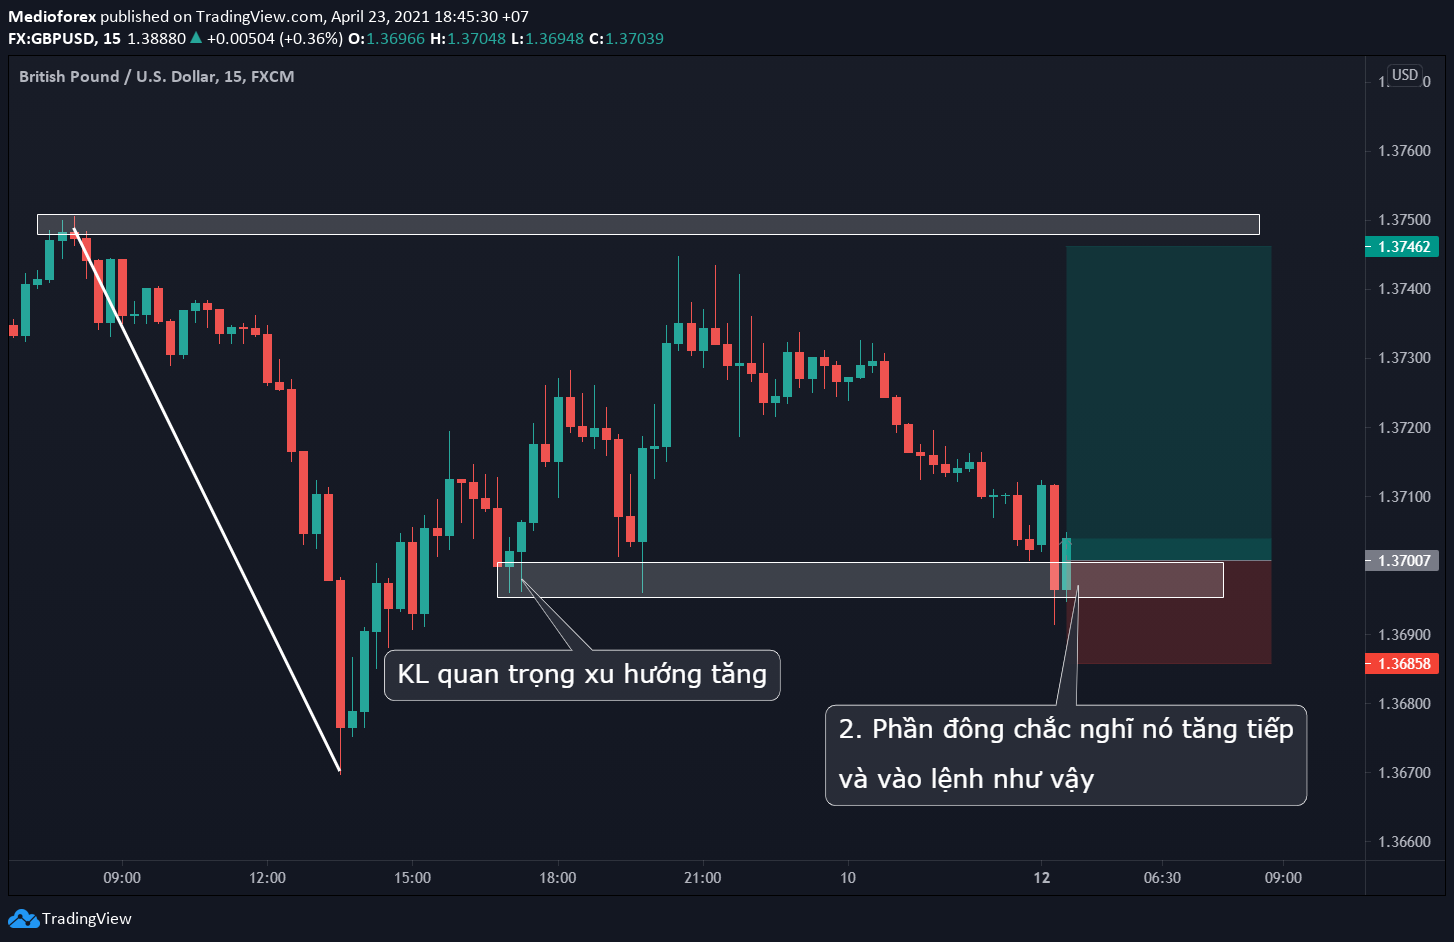 Medioforex published on TradingView.com, April 23, 2021 18:45:30 +07
FX:GBPUSD, 15 1.38880 ▲ +0.00504 (+0.36%) O:1.36966 H:1.37048 L:1.36948 C:1.37039
British Pound / U.S. Dollar, 15, FXCM
USD
1.37600
1.37500
1.37462
1.37400
1.37300
1.37200
1.37100
1.37007
1.36900
1.36858
1.36800
1.36700
1.36600
KL quan trọng xu hướng tăng
2. Phần đông chắc nghĩ nó tăng tiếp
và vào lệnh như vậy
09:00 12:00 15:00 18:00 21:00 10 12 06:30 09:00
TradingView